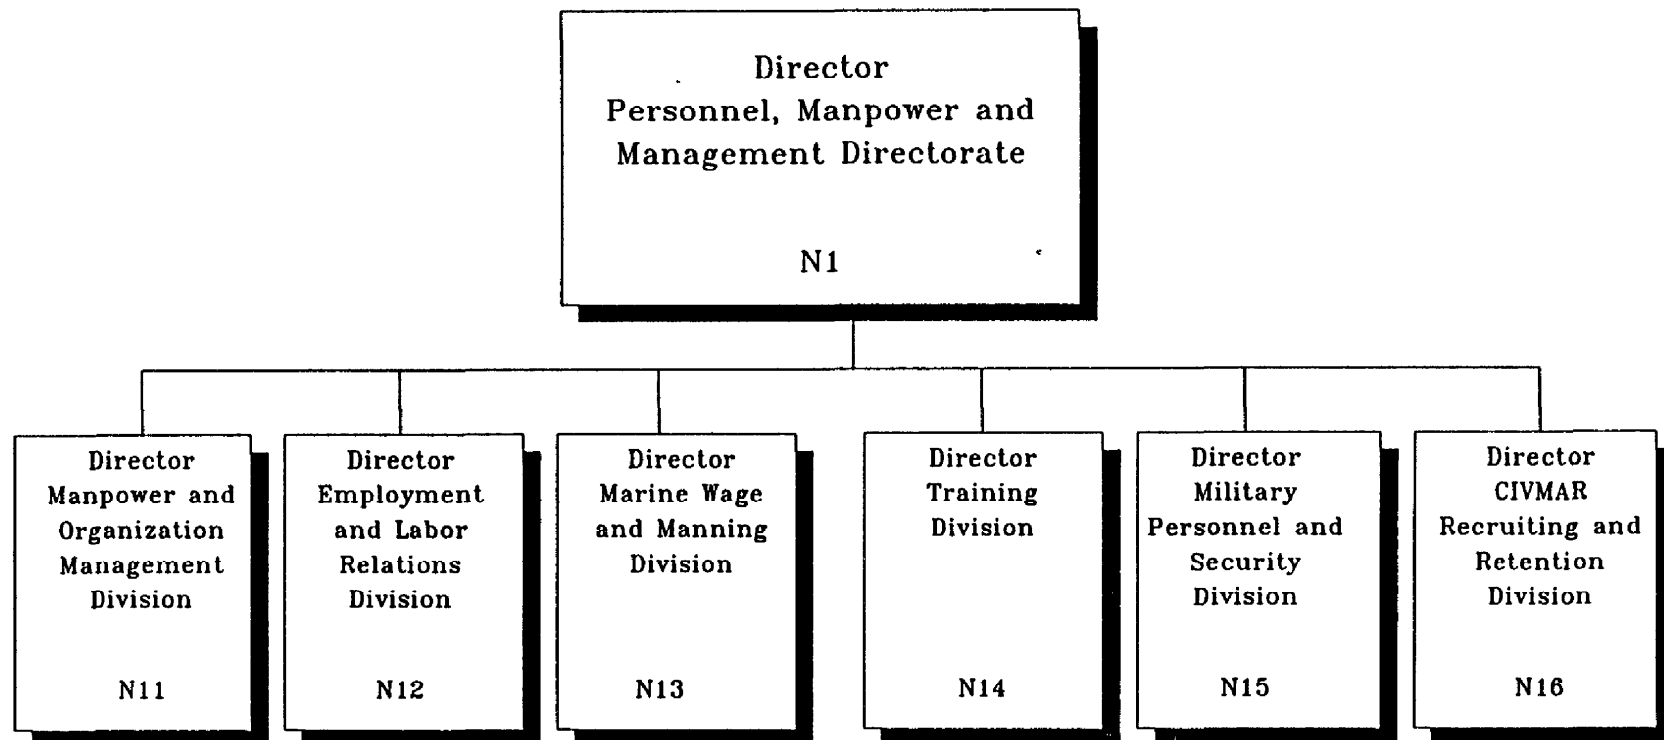 Director
Personnel, Manpower and
Management Directorate
N1
Director
Manpower and
Organization
Management
Division
N11
Director
Employment
and Labor
Relations
Division
N12
Director
Marine Wage
and Manning
Division
N13
Director
Training
Division
N14
Director
Military
Personnel and
Security
Division
N15
Director
CIVMAR
Recruiting and
Retention
Division
N16